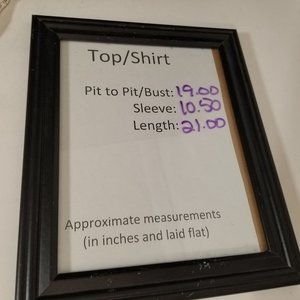 Top/Shirt
Pit to Pit/Bust: 19.00
Sleeve: 10.50
Length: 21.00
Approximate measurements
(in inches and laid flat)